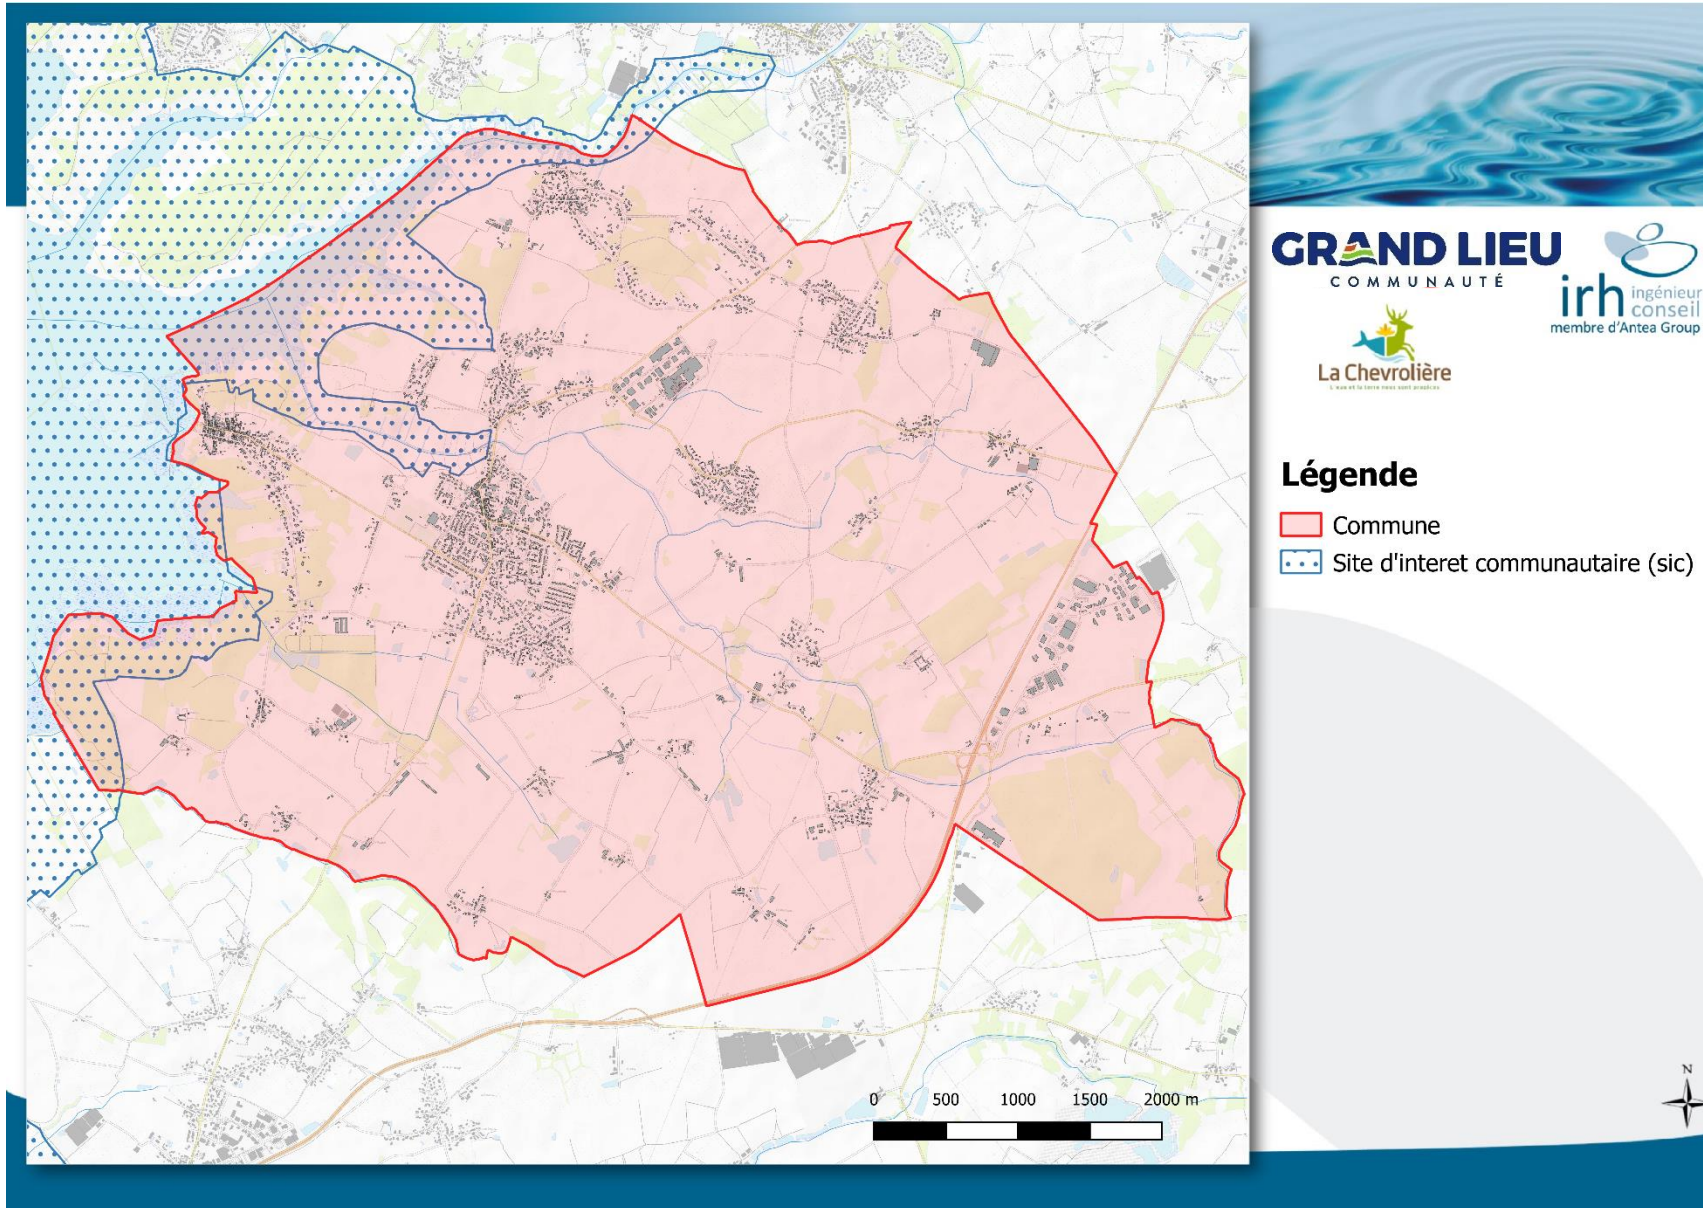 GRAND LIEU
COMMUNAUTÉ
irh ingénieur
conseil
membre d'Antea Group
La Chevrolière
Légende
Commune
Site d'interet communautaire (sic)
N
0 500 1000 1500 2000 m